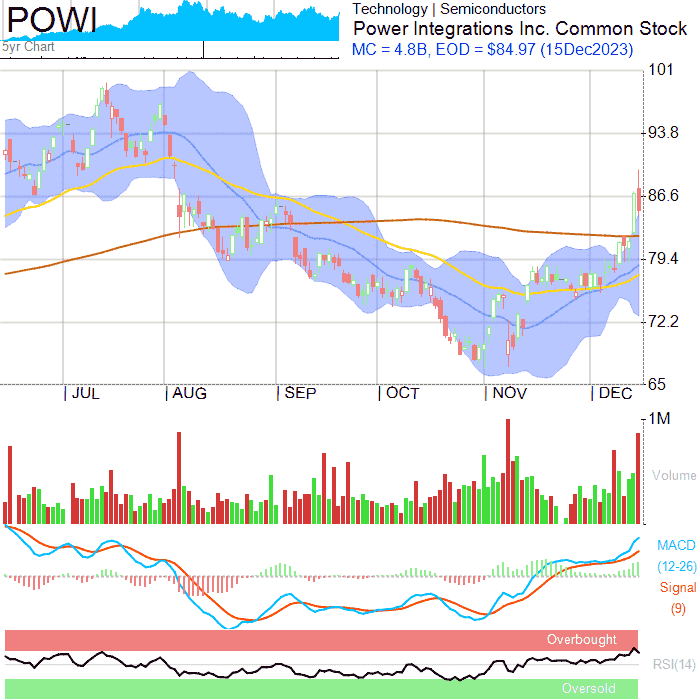 POWI
5yr Chart
Technology | Semiconductors
Power Integrations Inc. Common Stock
MC = 4.8B, EOD = $84.97 (15Dec2023)
101
93.8
86.6
79.4
72.2
65
JUL
AUG
SEP
OCT
NOV
DEC
1M
Volume
MACD
(12-26)
Signal
(9)
Overbought
RSI(14)
Oversold